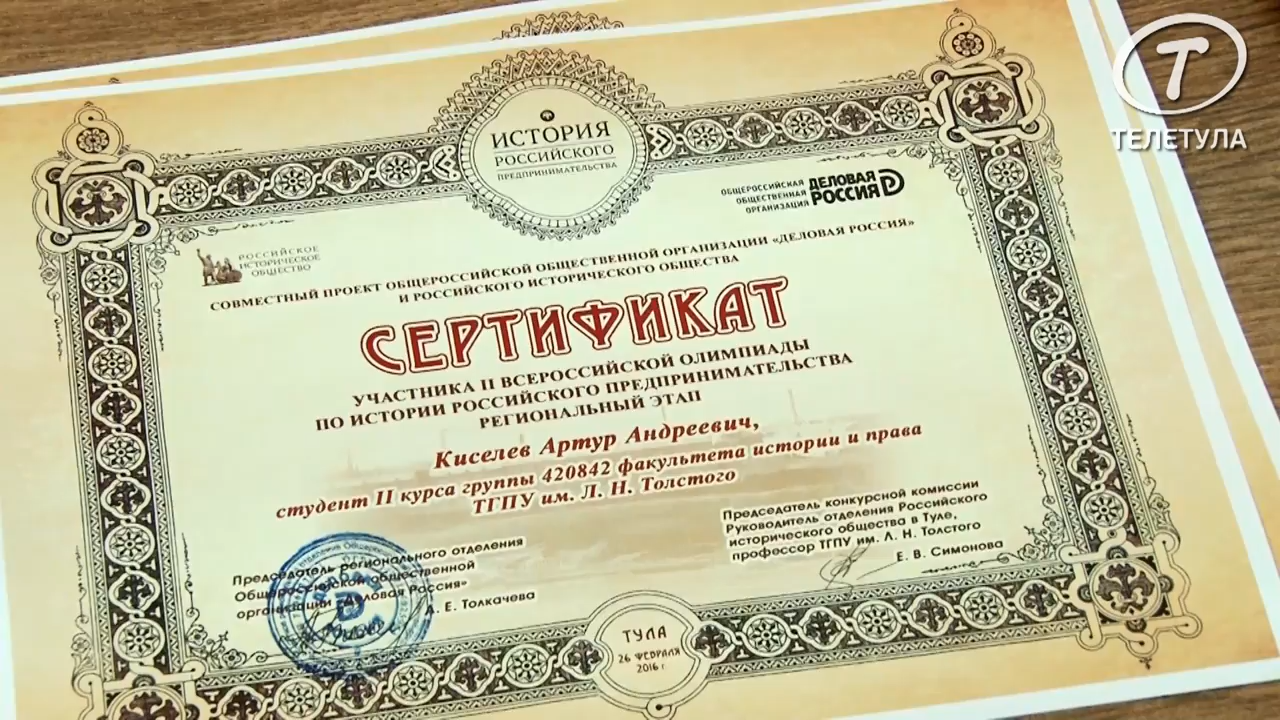 ТЕЛЕТУЛА
ИСТОРИЯ
РОССИЙСКОГО
ПРЕДПРИНИМАТЕЛЬСТВА
ОБЩЕРОССИЙСКАЯ
ОБЩЕСТВЕННАЯ
ОРГАНИЗАЦИЯ
ДЕЛОВАЯ
РОССИЯ
РОССИЙСКОЕ
ИСТОРИЧЕСКОЕ
ОБЩЕСТВО
СОВМЕСТНЫЙ ПРОЕКТ ОБЩЕРОССИЙСКОЙ ОБЩЕСТВЕННОЙ ОРГАНИЗАЦИИ «ДЕЛОВАЯ РОССИЯ»
И РОССИЙСКОГО ИСТОРИЧЕСКОГО ОБЩЕСТВА
СЕРТИФИКАТ
УЧАСТНИКА II ВСЕРОССИЙСКОЙ ОЛИМПИАДЫ
ПО ИСТОРИИ РОССИЙСКОГО ПРЕДПРИНИМАТЕЛЬСТВА
РЕГИОНАЛЬНЫЙ ЭТАП
Киселев Артур Андреевич,
студент II курса группы 420842 факультета истории и права
ТГПУ им. Л. Н. Толстого
Председатель регионального отделения
Общероссийской общественной
организации «Деловая Россия»
А. Е. Толкачева
Председатель конкурсной комиссии
Руководитель отделения Российского
исторического общества в Туле,
профессор ТГПУ им. Л. Н. Толстого
Е. В. Симонова
ТУЛА
26 ФЕВРАЛЯ
2016 г